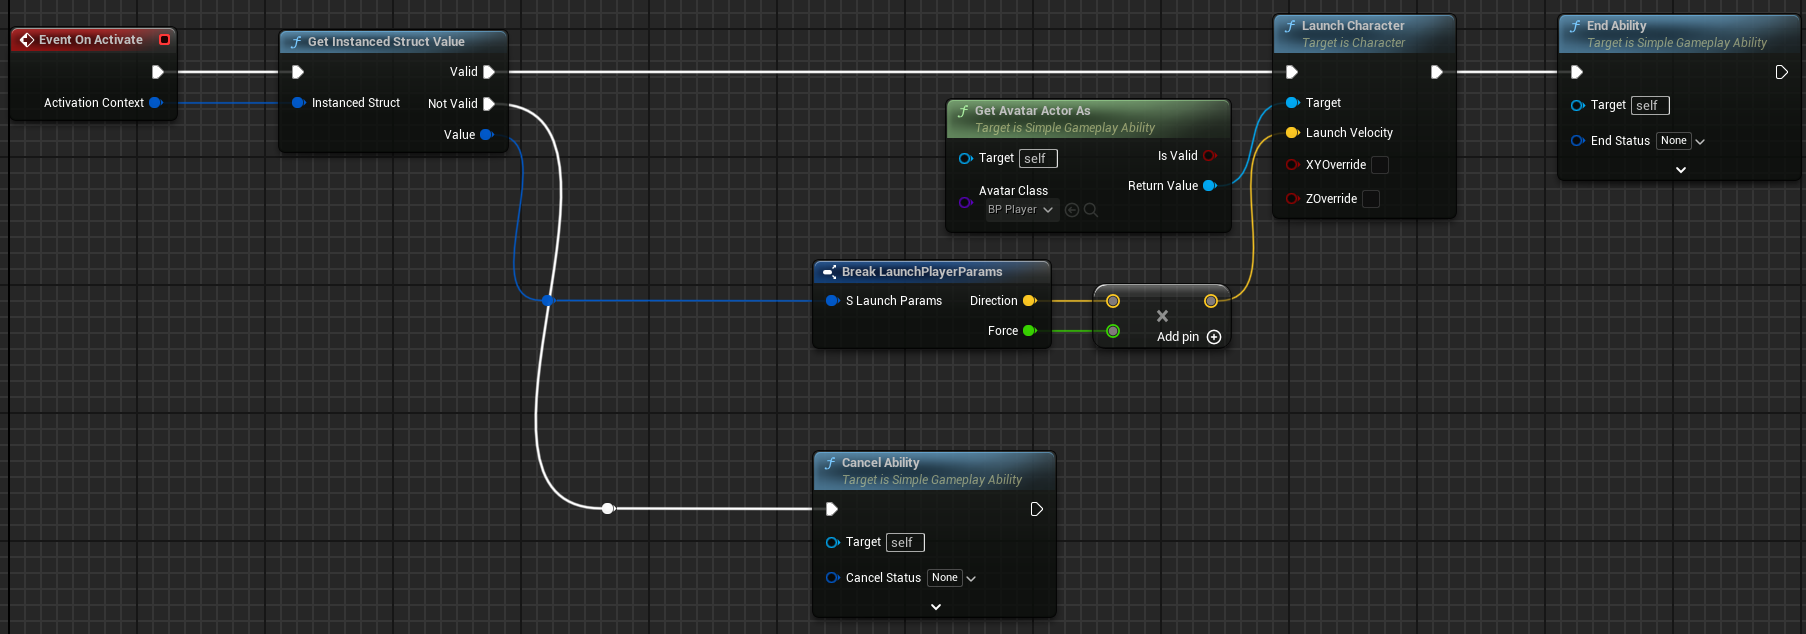 Event On Activate
Activation Context
Get Instanced Struct Value
Valid
Instanced Struct
Not Valid
Value
Get Avatar Actor As
Target is Simple Gameplay Ability
Target self
Is Valid
Return Value
Avatar Class
BP Player
Launch Character
Target is Character
Target
Launch Velocity
XYOverride
ZOverride
End Ability
Target is Simple Gameplay Ability
Target self
End Status None
Break LaunchPlayerParams
S Launch Params Direction
Force
Add pin
Cancel Ability
Target is Simple Gameplay Ability
Target self
Cancel Status None